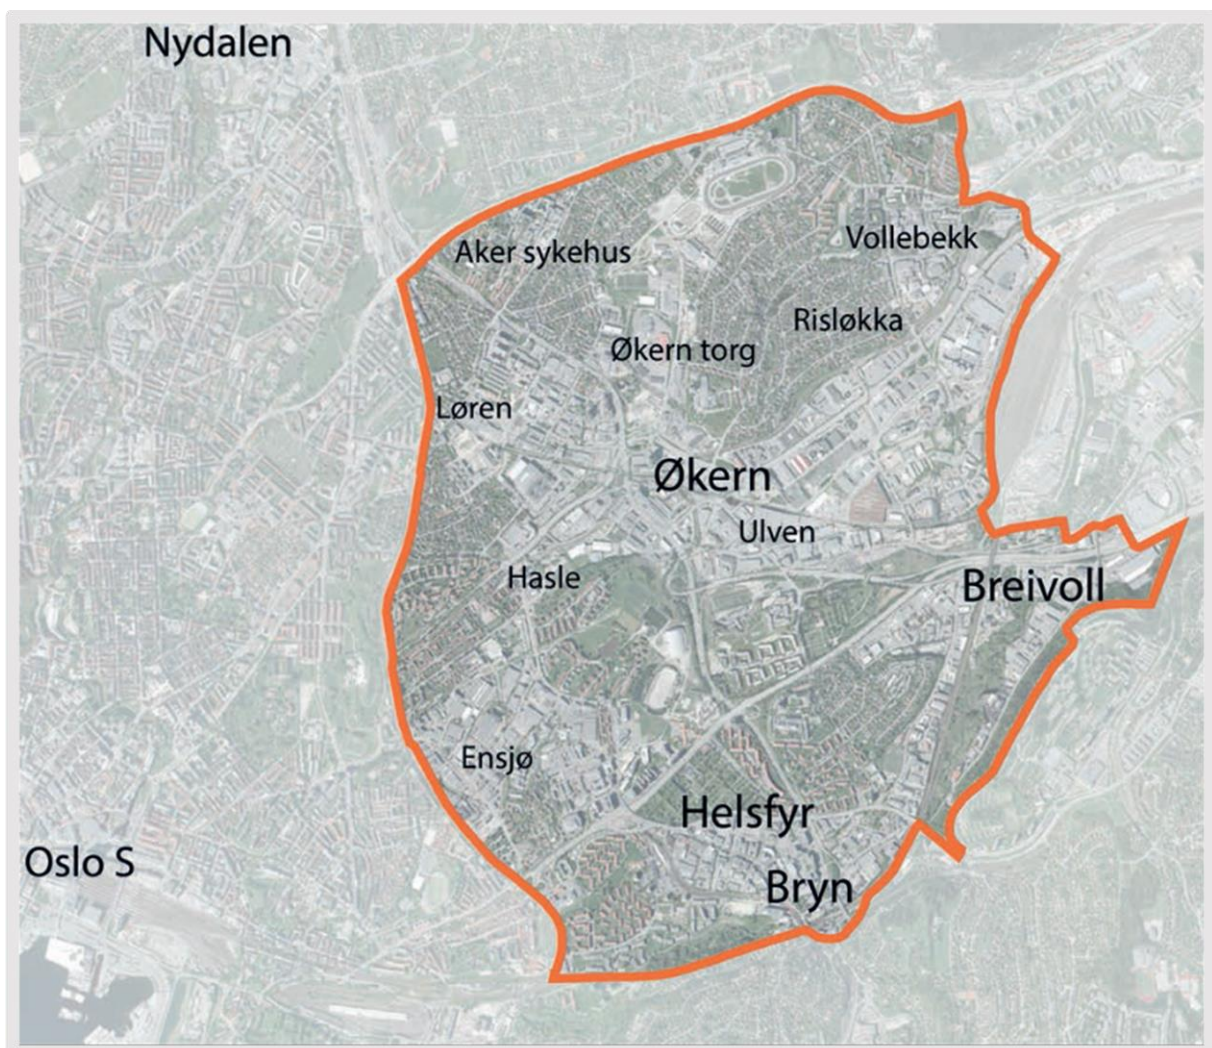 Nydalen
Aker sykehus
Vollebekk
Risløkka
Økern torg
Løren
Økern
Ulven
Hasle
Breivoll
Ensjø
Helsfyr
Oslo S
Bryn